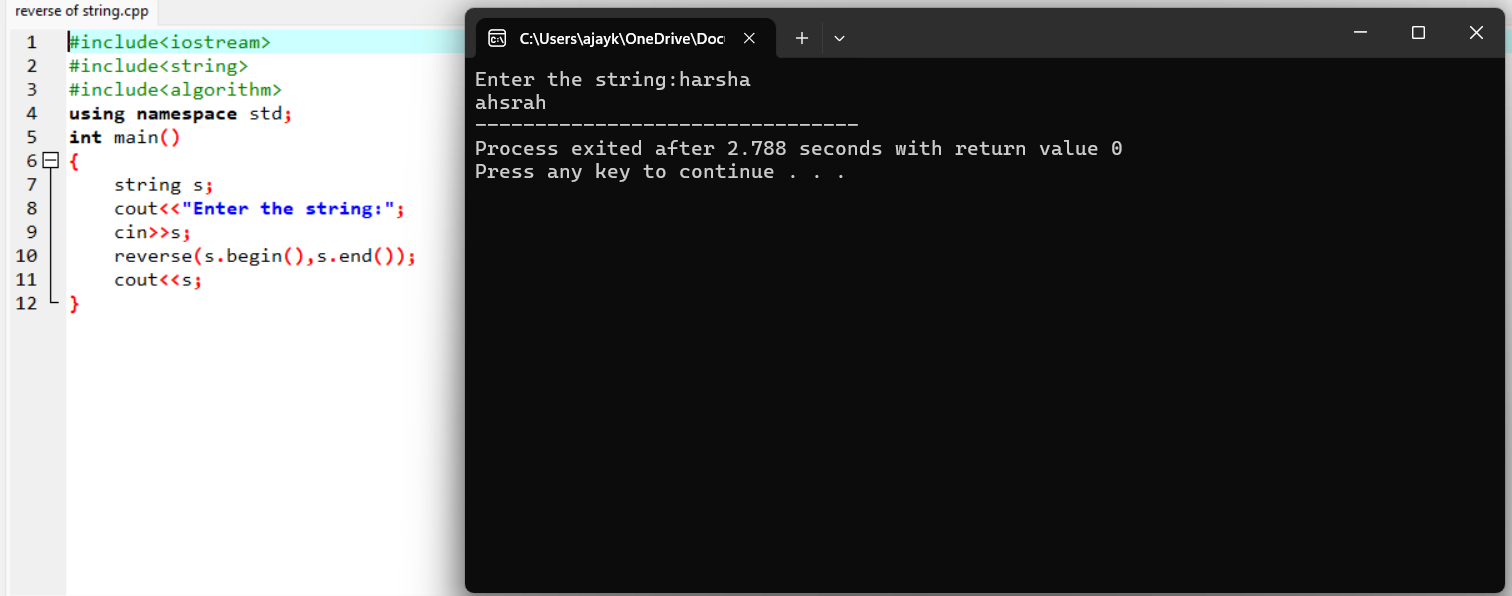 reverse of string.cpp
1 #include<iostream>
2 #include<string>
3 #include<algorithm>
4 using namespace std;
5 int main()
6 {
7 string s;
8 cout<<"Enter the string:";
9 cin>>s;
10 reverse(s.begin(),s.end());
11 cout<<s;
12 }
C:\Users\ajayk\OneDrive\Doc
Enter the string:harsha
ahsrah
--------------------------------
Process exited after 2.788 seconds with return value 0
Press any key to continue . . .